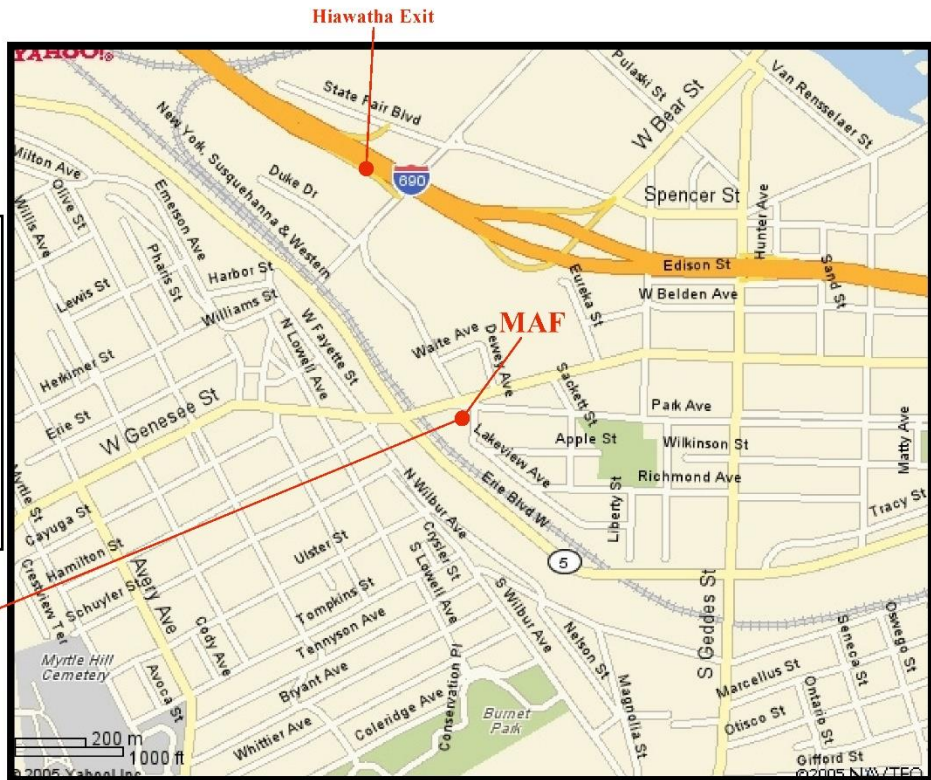 Hiawatha Exit
YAHOO!®
State Fair Blvd
Pulaski St
W Bear St
Van Rensselaer St
New York, Susquehanna & Western
690
Duke Dr
Milton Ave
Olive St
Willis Ave
Emerson Ave
Pharis St
Spencer St
Hunter Ave
Harbor St
Edison St
Sand St
Lewis St
Williams St
Eureka St
W Belden Ave
N Lowell Ave
W Fayette St
MAF
Waite Ave
Dewey Ave
Herkimer St
Sackett St
Park Ave
Matty Ave
Erie St
W Genesee St
Lakeview Ave
Apple St
Wilkinson St
Richmond Ave
Myrtle St
N Wilbur Ave
Erie Blvd W
Liberty St
Tracy St
Cayuga St
Hamilton St
Ulster St
Crysler St
S Lowell Ave
5
Crestview Ter
Schuyler St
Avery Ave
Tompkins St
S Wilbur Ave
Nelson St
S Geddes St
Oswego St
Seneca St
Cody Ave
Tennyson Ave
Myrtle Hill
Cemetery
Avoca St
Bryant Ave
Conservation Pl
Magnolia St
Marcellus St
Ontario St
Coleridge Ave
Burnet
Park
Otisco St
Whittier Ave
Gifford St
200 m
1000 ft
©2005 Yahoo! Inc
©2005 NAVTEQ